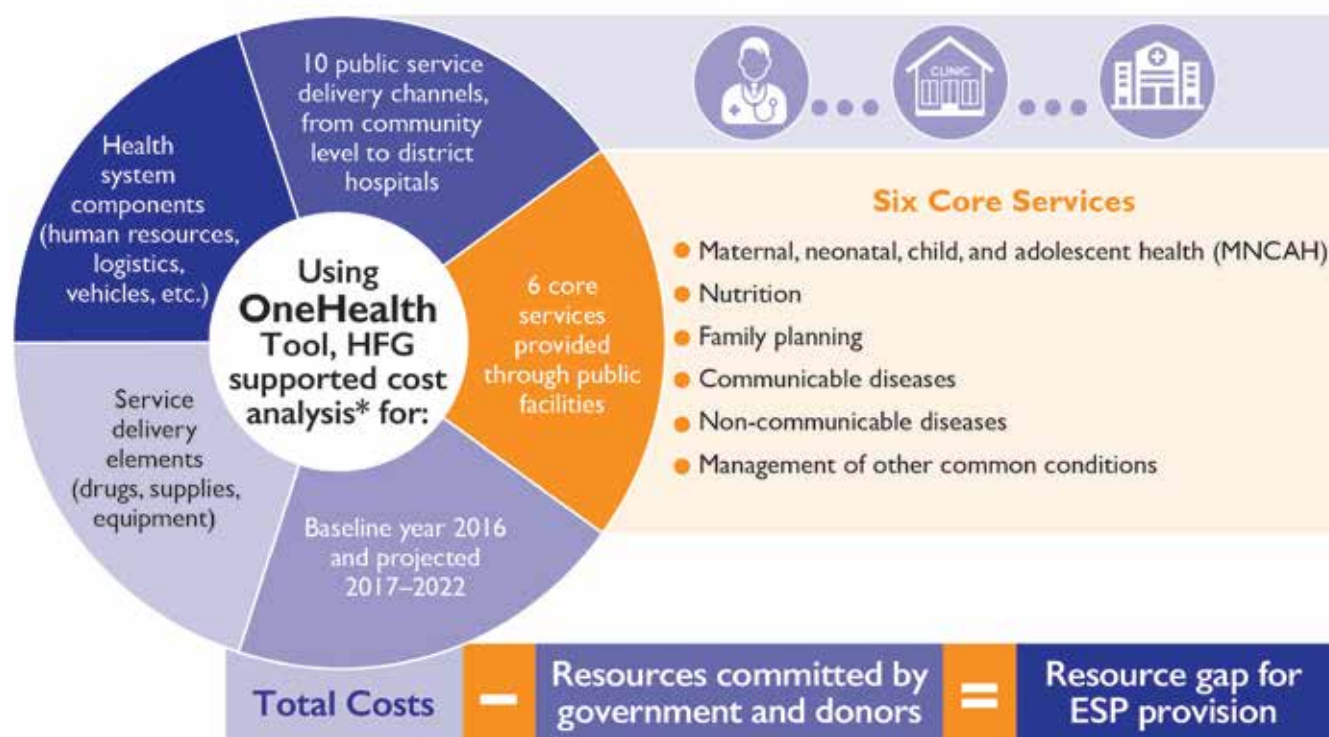 10 public service
delivery channels,
from community
level to district
hospitals
Health
system
components
(human resources,
logistics,
vehicles, etc.)
Using
OneHealth
Tool, HFG
supported cost
analysis* for:
6 core
services
provided
through public
facilities
Service
delivery
elements
(drugs, supplies,
equipment)
Baseline year 2016
and projected
2017–2022
CLINIC
Six Core Services
Maternal, neonatal, child, and adolescent health (MNCAH)
Nutrition
Family planning
Communicable diseases
Non-communicable diseases
Management of other common conditions
Total Costs
–
Resources committed by
government and donors
=
Resource gap for
ESP provision